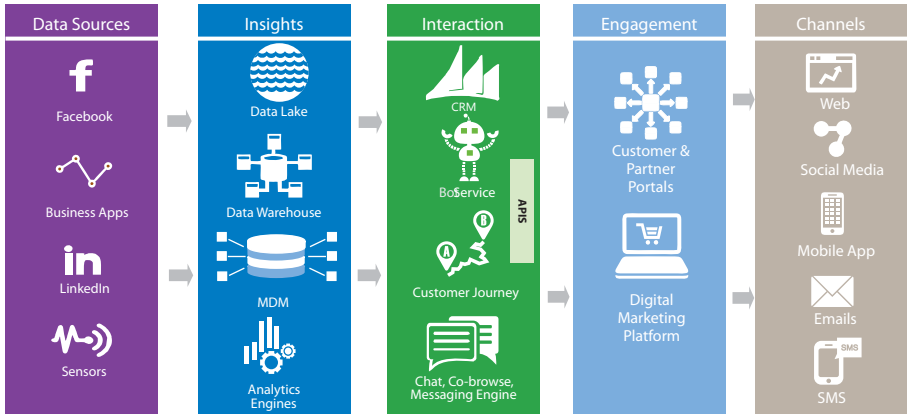 Data Sources
Facebook
Business Apps
in
LinkedIn
Sensors
Insights
Data Lake
Data Warehouse
MDM
Analytics
Engines
Interaction
CRM
BotService
APIS
A
B
Customer Journey
Chat, Co-browse,
Messaging Engine
Engagement
Customer &
Partner
Portals
Digital
Marketing
Platform
Channels
Web
Social Media
Mobile App
Emails
SMS
SMS